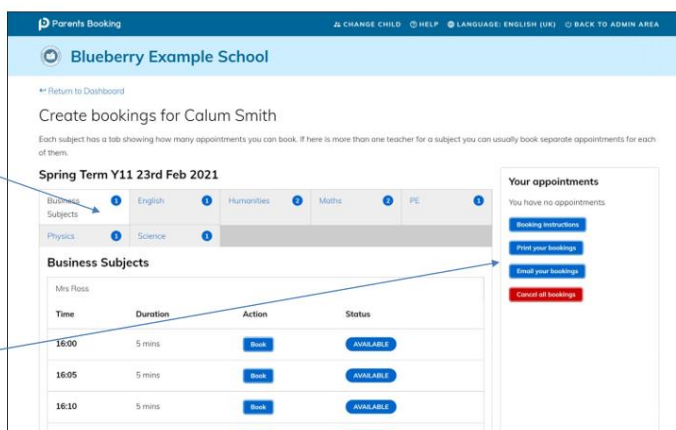 Parents Booking
CHANGE CHILD HELP LANGUAGE: ENGLISH (UK) BACK TO ADMIN AREA
Blueberry Example School
Return to Dashboard
Create bookings for Calum Smith
Each subject has a tab showing how many appointments you can book. If here is more than one teacher for a subject you can usually book separate appointments for each
of them.
Spring Term Y11 23rd Feb 2021
Business Subjects 1 English 1 Humanities 2 Maths 2 PE 1
Physics 1 Science 1
Business Subjects
Mrs Ross
Time Duration Action Status
16:00 5 mins Book AVAILABLE
16:05 5 mins Book AVAILABLE
16:10 5 mins Book AVAILABLE
Your appointments
You have no appointments
Booking instructions
Print your bookings
Email your bookings
Cancel all bookings